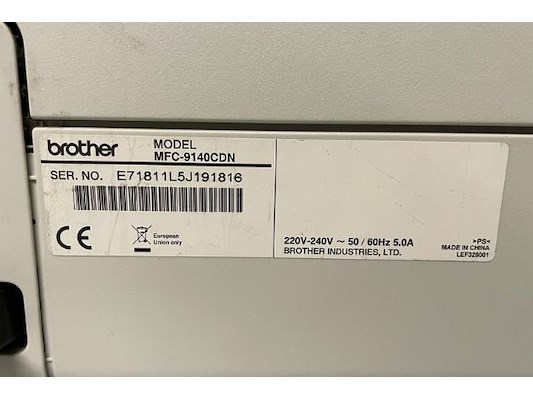 brother
MODEL
MFC-9140CDN
SER. NO. E71811L5J191816
CE
European
Union only
220V-240V ~ 50 / 60Hz 5.0A
BROTHER INDUSTRIES, LTD.
>PS<
MADE IN CHINA
LEF329001